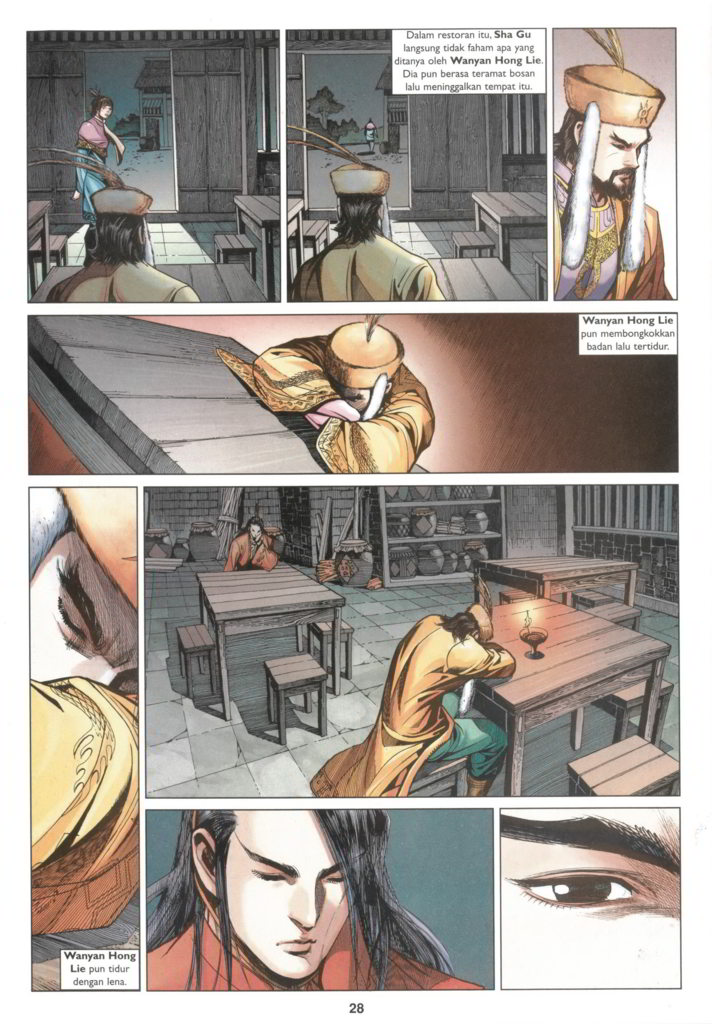 Dalam restoran itu, Sha Gu
langsung tidak faham apa yang
ditanya oleh Wanyan Hong Lie.
Dia pun berasa teramat bosan
lalu meninggalkan tempat itu.
Wanyan Hong Lie
pun membongkokkan
badan lalu tertidur.
Wanyan Hong
Lie pun tidur
dengan lena.
28